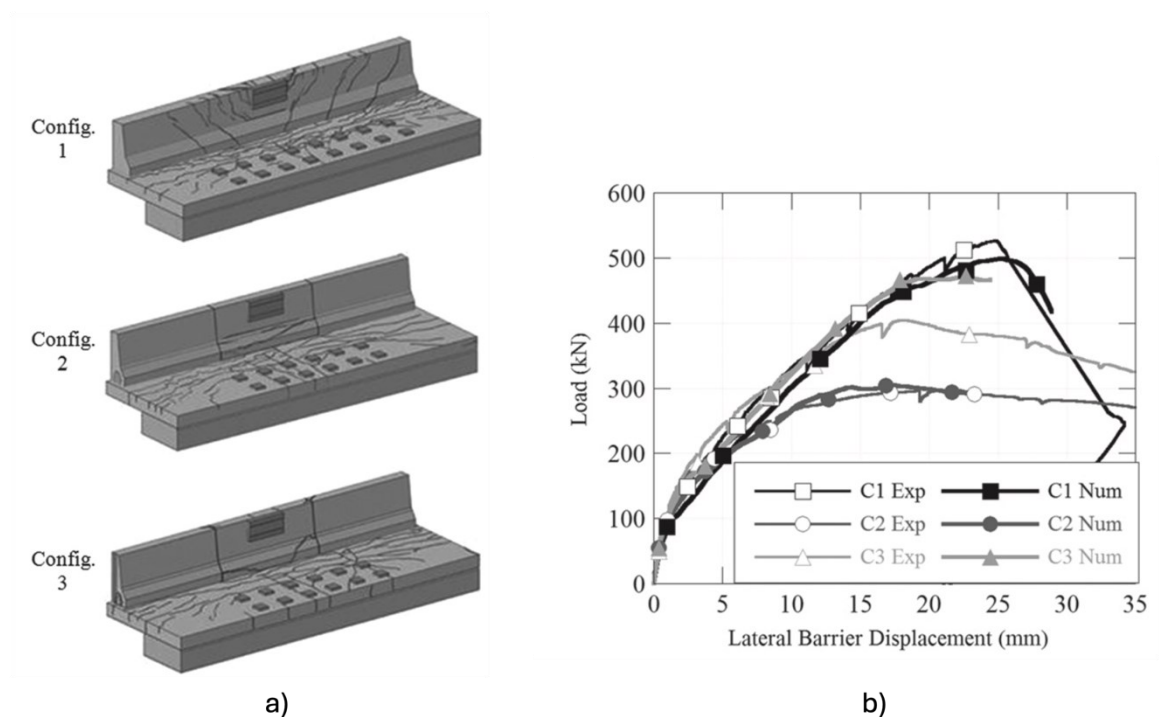 Config.
1
Config.
2
Config.
3
a)
600
500
400
300
200
100
0
Load (kN)
C1 Exp
C1 Num
C2 Exp
C2 Num
C3 Exp
C3 Num
0 5 10 15 20 25 30 35
Lateral Barrier Displacement (mm)
b)